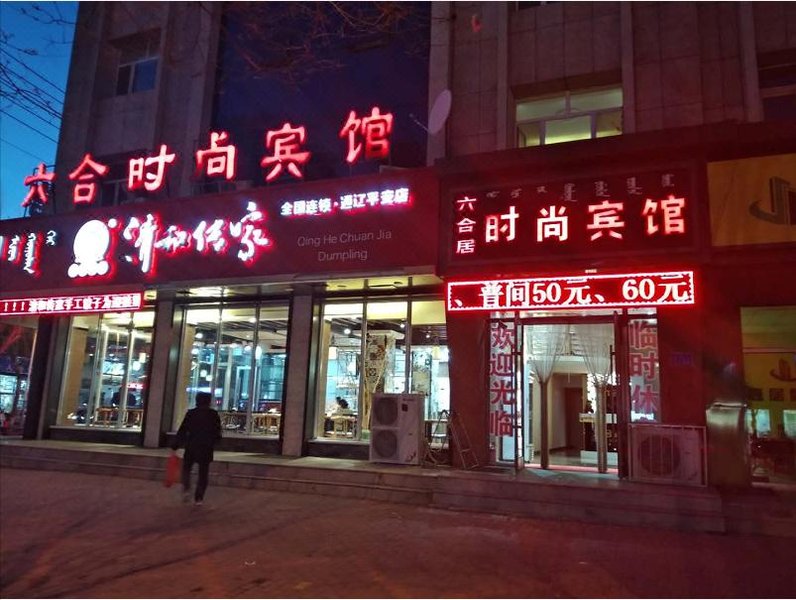 六合时尚宾馆
清和传家
全国连锁·通辽平安店
Qing He Chuan Jia
Dumpling
六合居
时尚宾馆
、普间50元、60元
欢迎光临
临时休